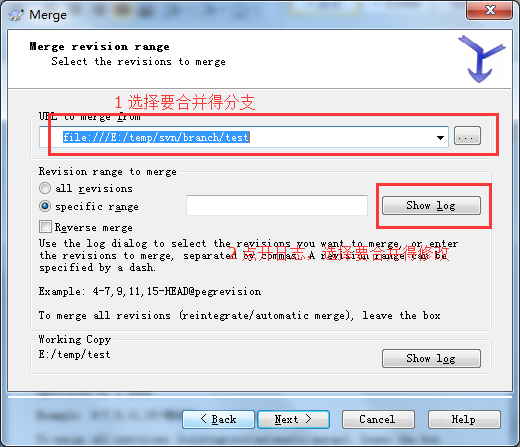 Merge
Merge revision range
Select the revisions to merge
1 选择要合并得分支
URL to merge from
file:///E:/temp/svn/branch/test
...
Revision range to merge
all revisions
specific range
Show log
Reverse merge
2 点开日志，选择要合并得修改
Use the log dialog to select the revisions you want to merge, or enter
the revisions to merge, separated by commas. A revision range can be
specified by a dash.
Example: 4-7,9,11,15-HEAD@pegrevision
To merge all revisions (reintegrate/automatic merge), leave the box
Working Copy
E:/temp/test
Show log
< Back
Next >
Cancel
Help